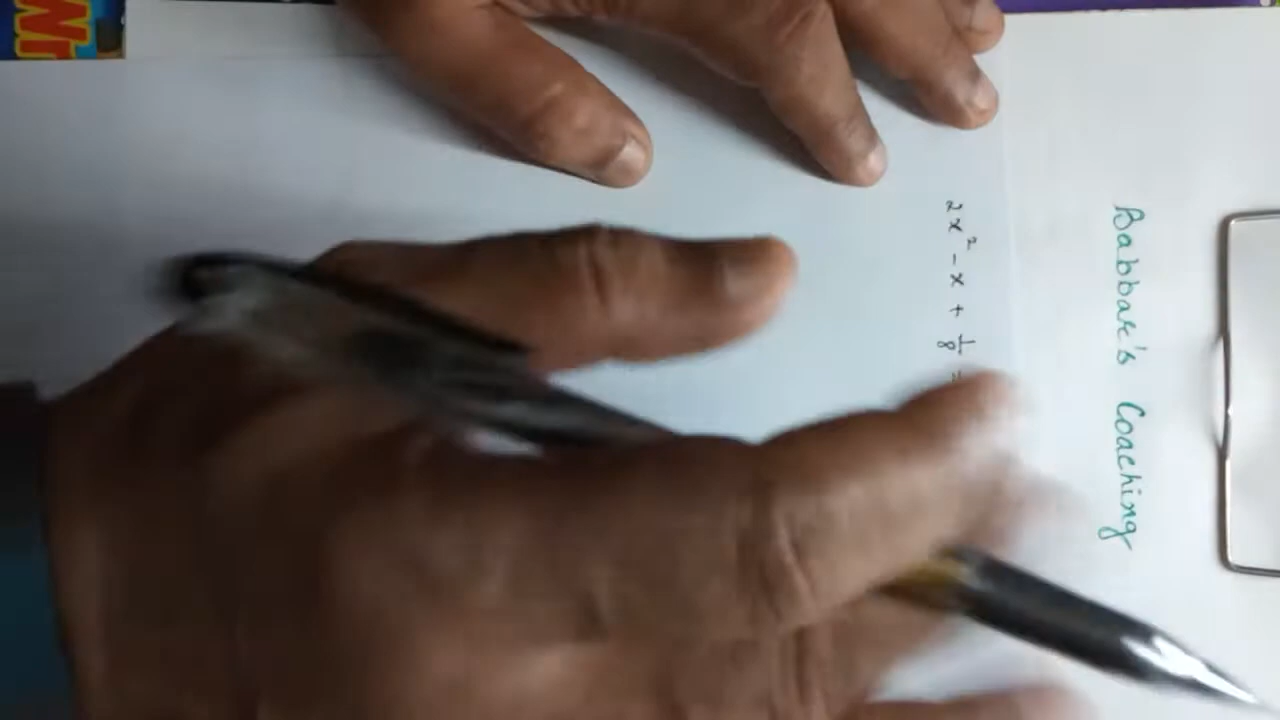 Babbar's Coaching
2x² - x + 1/8 =